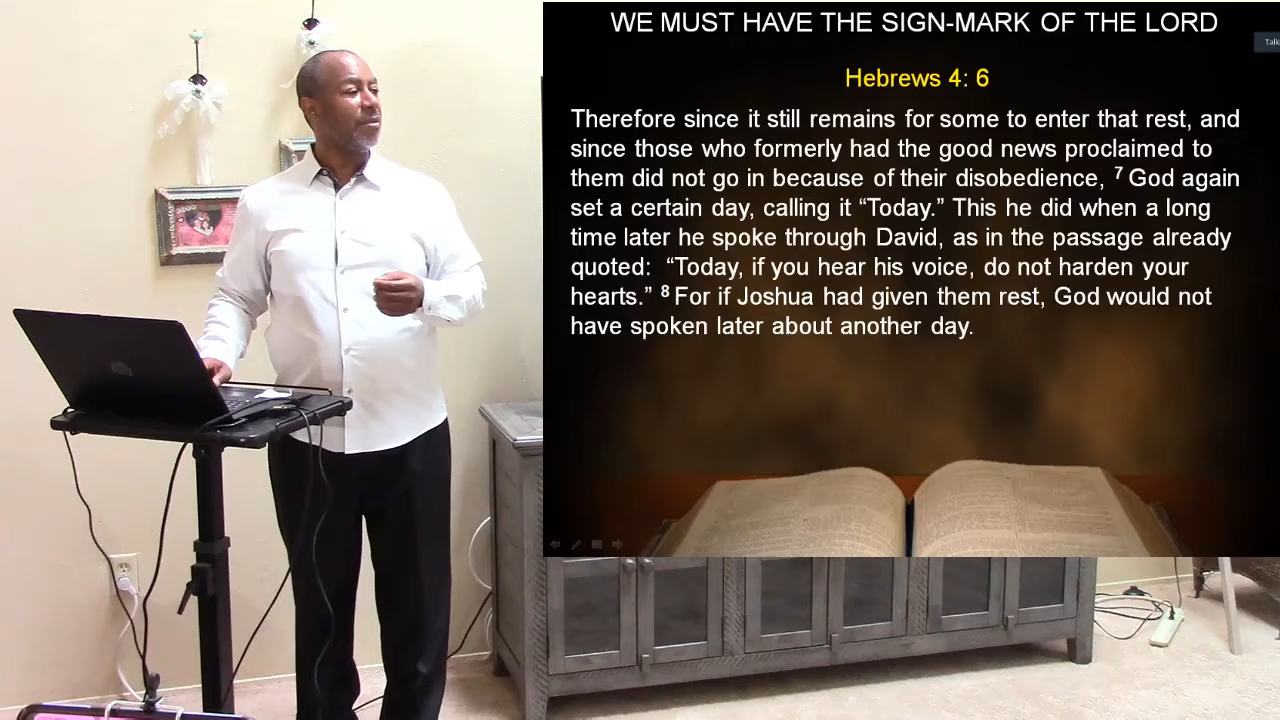 WE MUST HAVE THE SIGN-MARK OF THE LORD
Talk
Hebrews 4: 6
Therefore since it still remains for some to enter that rest, and
since those who formerly had the good news proclaimed to
them did not go in because of their disobedience, ⁷ God again
set a certain day, calling it “Today.” This he did when a long
time later he spoke through David, as in the passage already
quoted:  “Today, if you hear his voice, do not harden your
hearts.” ⁸ For if Joshua had given them rest, God would not
have spoken later about another day.